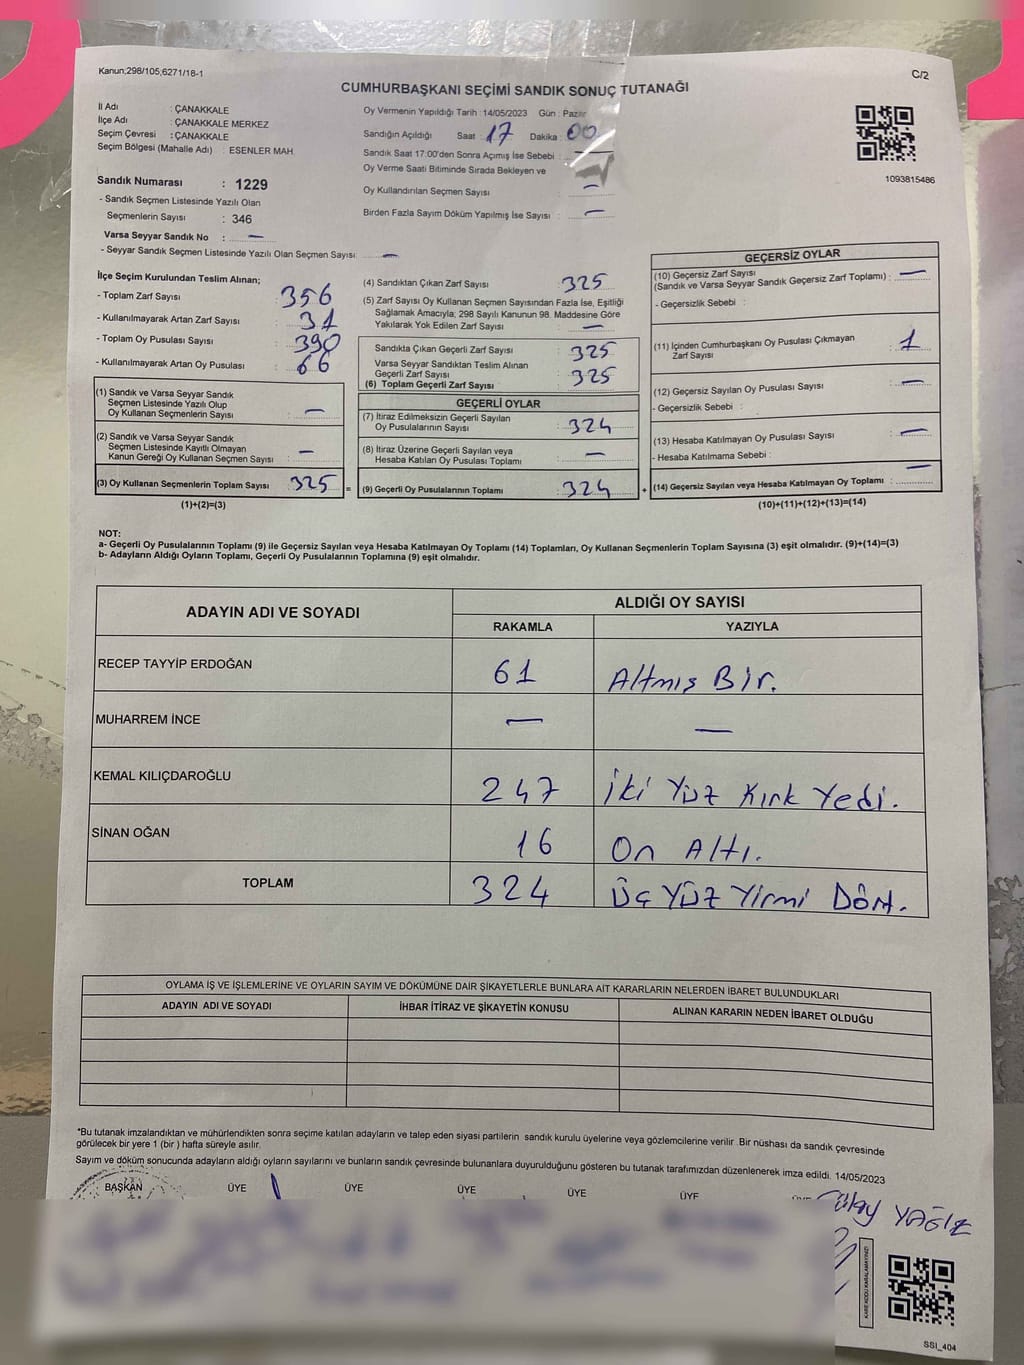 Kanun;298/105,6271/18-1
C/2
CUMHURBAŞKANI SEÇİMİ SANDIK SONUÇ TUTANAĞI
İl Adı : ÇANAKKALE
İlçe Adı : ÇANAKKALE MERKEZ
Seçim Çevresi : ÇANAKKALE
Seçim Bölgesi (Mahalle Adı) : ESENLER MAH.
Oy Vermenin Yapıldığı Tarih : 14/05/2023 Gün : Pazar
Sandığın Açıldığı Saat : 17 Dakika : 00
Sandık Saat 17:00'den Sonra Açımış İse Sebebi : —
Oy Verme Saati Bitiminde Sırada Bekleyen ve
Oy Kullandırılan Seçmen Sayısı : —
Birden Fazla Sayım Döküm Yapılmış İse Sayısı : —
1093815486
Sandık Numarası : 1229
- Sandık Seçmen Listesinde Yazılı Olan
Seçmenlerin Sayısı : 346
Varsa Seyyar Sandık No : —
- Seyyar Sandık Seçmen Listesinde Yazılı Olan Seçmen Sayısı: —
İlçe Seçim Kurulundan Teslim Alınan;
- Toplam Zarf Sayısı : 356
- Kullanılmayarak Artan Zarf Sayısı : 31
- Toplam Oy Pusulası Sayısı : 390
- Kullanılmayarak Artan Oy Pusulası : 66
(1) Sandık ve Varsa Seyyar Sandık
Seçmen Listesinde Yazılı Olup
Oy Kullanan Seçmenlerin Sayısı : —
(2) Sandık ve Varsa Seyyar Sandık
Seçmen Listesinde Kayıtlı Olmayan
Kanun Gereği Oy Kullanan Seçmen Sayısı : —
(3) Oy Kullanan Seçmenlerin Toplam Sayısı : 325
(1)+(2)=(3)
(4) Sandıktan Çıkan Zarf Sayısı : 325
(5) Zarf Sayısı Oy Kullanan Seçmen Sayısından Fazla İse, Eşitliği
Sağlamak Amacıyla; 298 Sayılı Kanunun 98. Maddesine Göre
Yakılarak Yok Edilen Zarf Sayısı : —
Sandıkta Çıkan Geçerli Zarf Sayısı : 325
Varsa Seyyar Sandıktan Teslim Alınan
Geçerli Zarf Sayısı : 325
(6) Toplam Geçerli Zarf Sayısı
GEÇERLİ OYLAR
(7) İtiraz Edilmeksizin Geçerli Sayılan
Oy Pusulalarının Sayısı : 324
(8) İtiraz Üzerine Geçerli Sayılan veya
Hesaba Katılan Oy Pusulası Toplamı : —
= (9) Geçerli Oy Pusulalarının Toplamı : 324
GEÇERSİZ OYLAR
(10) Geçersiz Zarf Sayısı
(Sandık ve Varsa Seyyar Sandık Geçersiz Zarf Toplamı) : —
- Geçersizlik Sebebi :
(11) İçinden Cumhurbaşkanı Oy Pusulası Çıkmayan
Zarf Sayısı : 1
(12) Geçersiz Sayılan Oy Pusulası Sayısı : —
- Geçersizlik Sebebi :
(13) Hesaba Katılmayan Oy Pusulası Sayısı : —
- Hesaba Katılmama Sebebi :
+ (14) Geçersiz Sayılan veya Hesaba Katılmayan Oy Toplamı : —
(10)+(11)+(12)+(13)=(14)
NOT:
a- Geçerli Oy Pusulalarının Toplamı (9) ile Geçersiz Sayılan veya Hesaba Katılmayan Oy Toplamı (14) Toplamları, Oy Kullanan Seçmenlerin Toplam Sayısına (3) eşit olmalıdır. (9)+(14)=(3)
b- Adayların Aldığı Oyların Toplamı, Geçerli Oy Pusulalarının Toplamına (9) eşit olmalıdır.
ADAYIN ADI VE SOYADI ALDIĞI OY SAYISI
RAKAMLA YAZIYLA
RECEP TAYYİP ERDOĞAN 61 Altmış Bir.
MUHARREM İNCE — —
KEMAL KILIÇDAROĞLU 247 İki Yüz Kırk Yedi.
SİNAN OĞAN 16 On Altı.
TOPLAM 324 Üç Yüz Yirmi Dört.
OYLAMA İŞ VE İŞLEMLERİNE VE OYLARIN SAYIM VE DÖKÜMÜNE DAİR ŞİKAYETLERLE BUNLARA AİT KARARLARIN NELERDEN İBARET BULUNDUKLARI
ADAYIN ADI VE SOYADI İHBAR İTİRAZ VE ŞİKAYETİN KONUSU ALINAN KARARIN NEDEN İBARET OLDUĞU
*Bu tutanak imzalandıktan ve mühürlendikten sonra seçime katılan adayların ve talep eden siyasi partilerin sandık kurulu üyelerine veya gözlemcilerine verilir. Bir nüshası da sandık çevresinde
görülecek bir yere 1 (bir ) hafta süreyle asılır.
Sayım ve döküm sonucunda adayların aldığı oyların sayılarını ve bunların sandık çevresinde bulunanlara duyurulduğunu gösteren bu tutanak tarafımızdan düzenlenerek imza edildi. 14/05/2023
BAŞKAN ÜYE ÜYE ÜYE ÜYE ÜYE
YAĞIZ
KARE KODU KARALAMAYINIZ!
SSİ_404